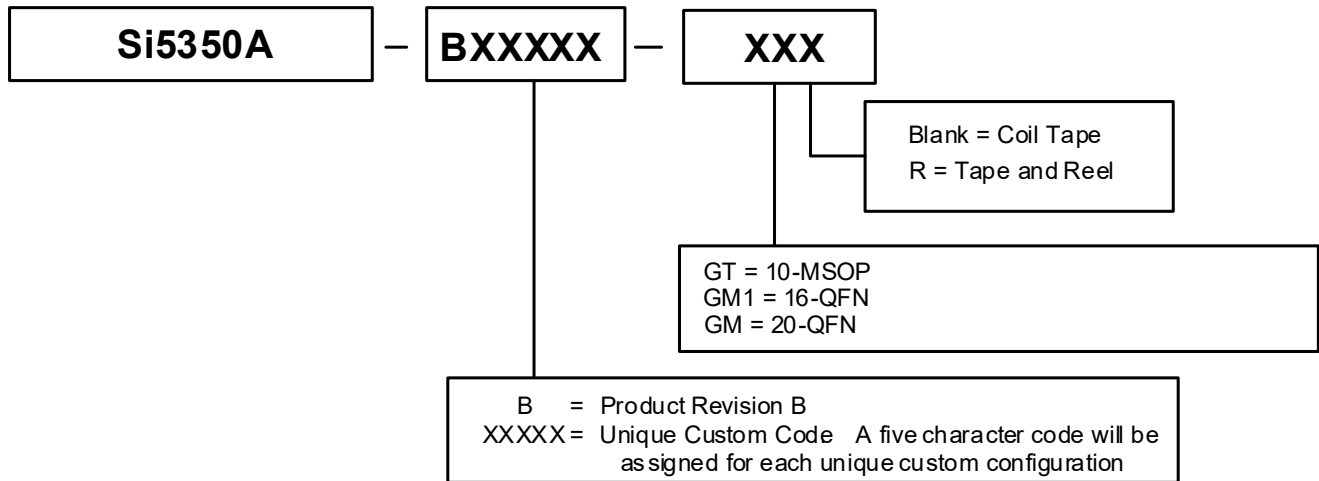 Si5350A – BXXXXX – XXX
Blank = Coil Tape
R = Tape and Reel
GT = 10-MSOP
GM1 = 16-QFN
GM = 20-QFN
B = Product Revision B
XXXXX = Unique Custom Code A five character code will be
assigned for each unique custom configuration